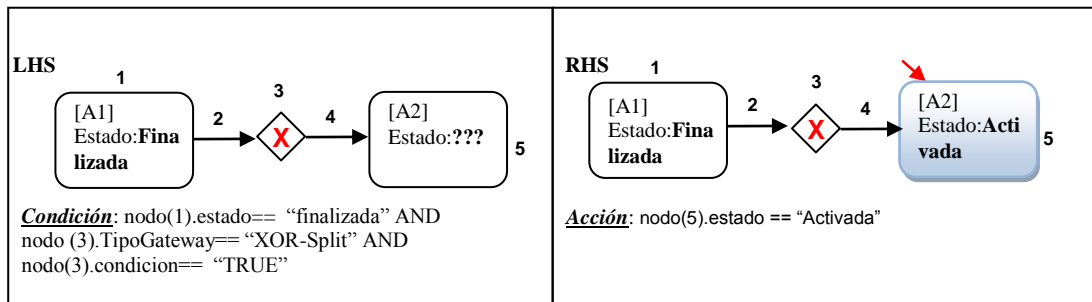 LHS
1
[A1]
Estado:Fina
lizada
2
3
X
4
[A2]
Estado:???
5
Condición: nodo(1).estado== “finalizada” AND
nodo (3).TipoGateway== “XOR-Split” AND
nodo(3).condicion== “TRUE”
RHS
1
[A1]
Estado:Fina
lizada
2
3
X
4
[A2]
Estado:Acti
vada
5
Acción: nodo(5).estado == “Activada”